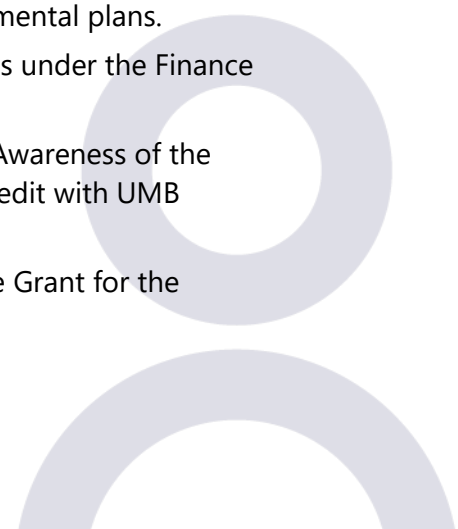 mental plans.
s under the Finance
Awareness of the
edit with UMB
e Grant for the